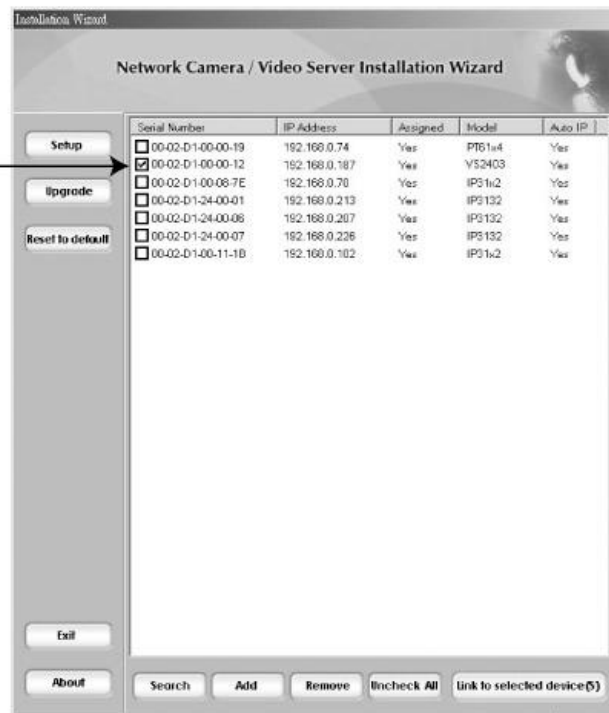 Installation Wizard
Network Camera / Video Server Installation Wizard
Serial Number IP Address Assigned Model Auto IP
00-02-D1-00-00-19 192.168.0.74 Yes PT61x4 Yes
00-02-D1-00-00-12 192.168.0.187 Yes VS2403 Yes
00-02-D1-00-08-7E 192.168.0.70 Yes IP31x2 Yes
00-02-D1-24-00-01 192.168.0.213 Yes IP3132 Yes
00-02-D1-24-00-06 192.168.0.207 Yes IP3132 Yes
00-02-D1-24-00-07 192.168.0.226 Yes IP3132 Yes
00-02-D1-00-11-1B 192.168.0.102 Yes IP31x2 Yes
Setup
Upgrade
Reset to default
Exit
About
Search Add Remove Uncheck All Link to selected device(S)